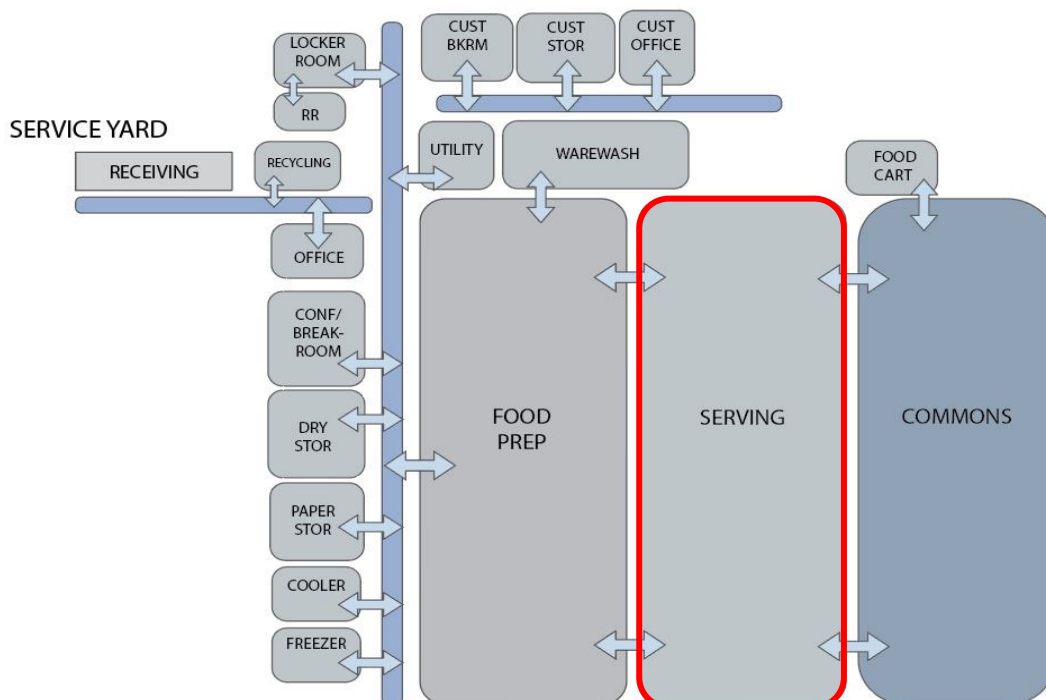 LOCKER
ROOM
CUST
BKRM
CUST
STOR
CUST
OFFICE
RR
SERVICE YARD
RECEIVING
RECYCLING
UTILITY
WAREWASH
FOOD
CART
OFFICE
CONF/
BREAK-
ROOM
DRY
STOR
FOOD
PREP
SERVING
COMMONS
PAPER
STOR
COOLER
FREEZER